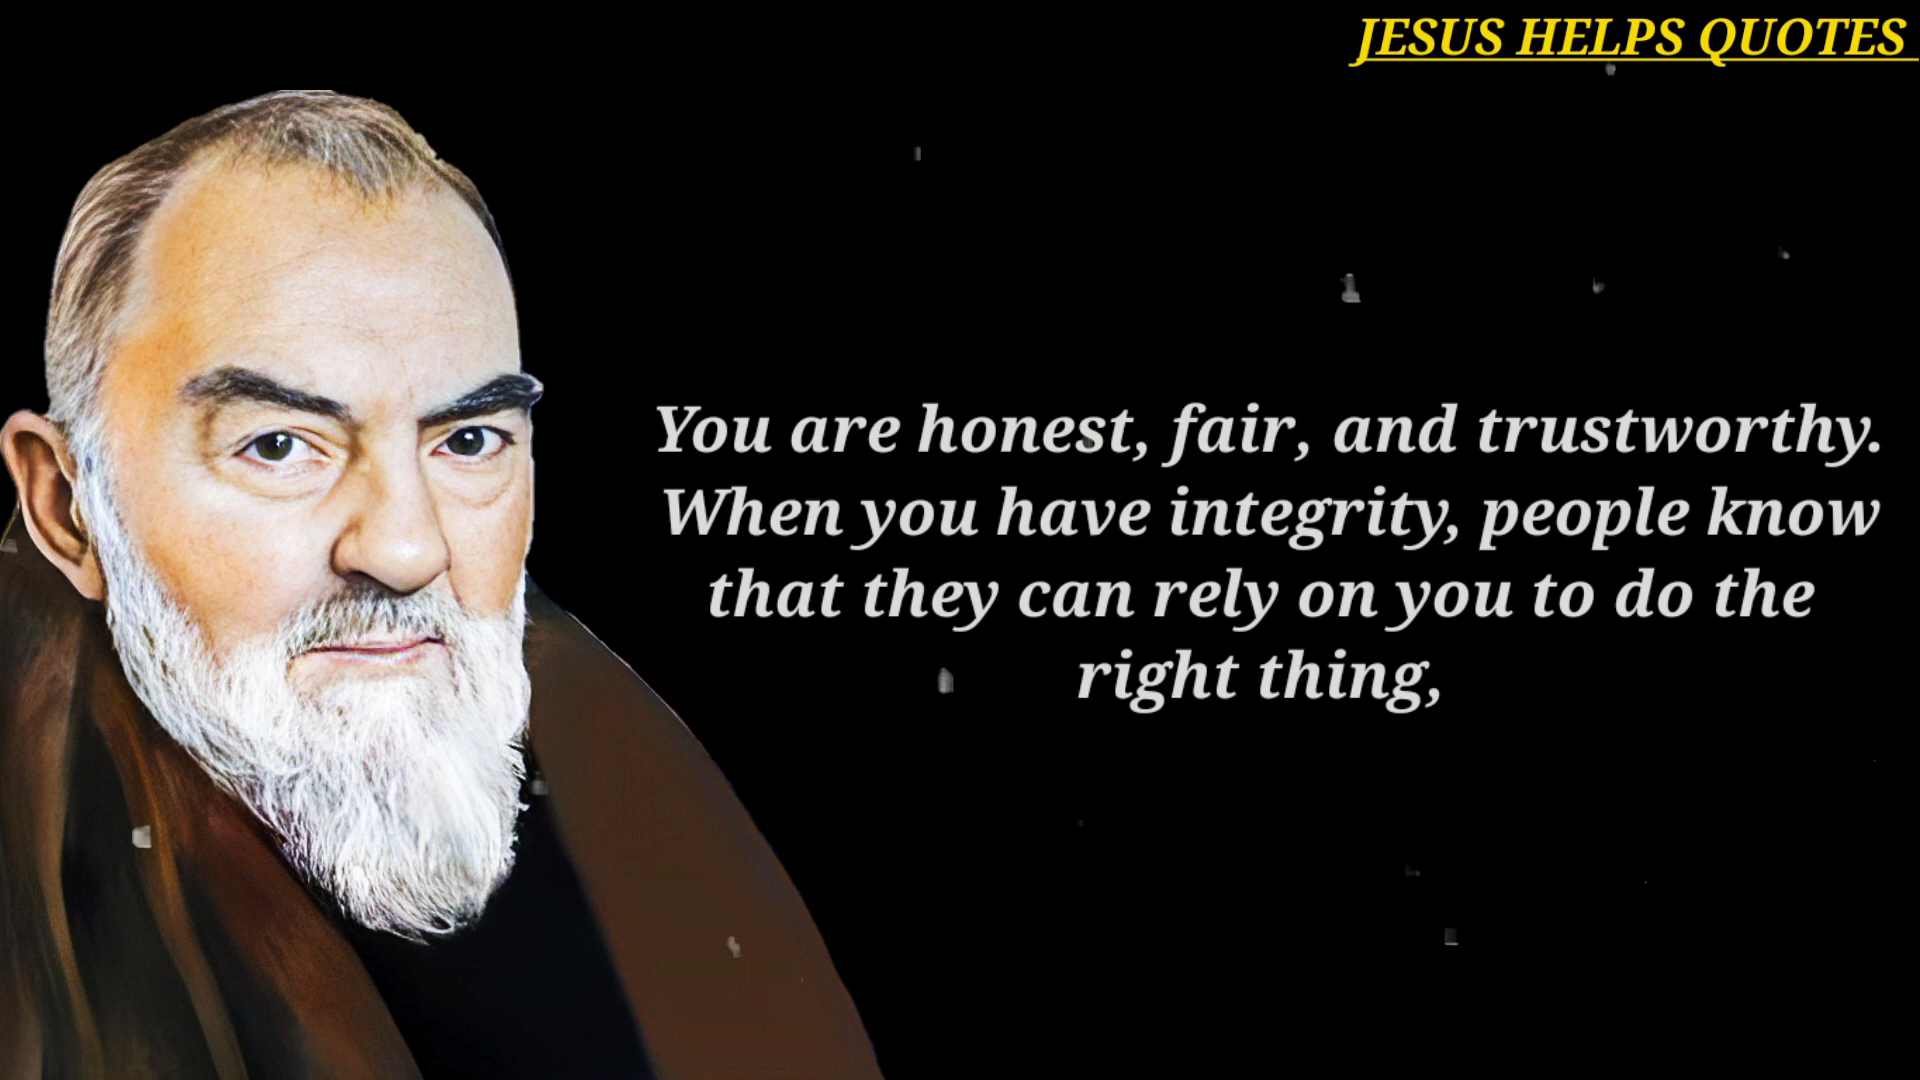 JESUS HELPS QUOTES
You are honest, fair, and trustworthy.
When you have integrity, people know
that they can rely on you to do the
right thing,